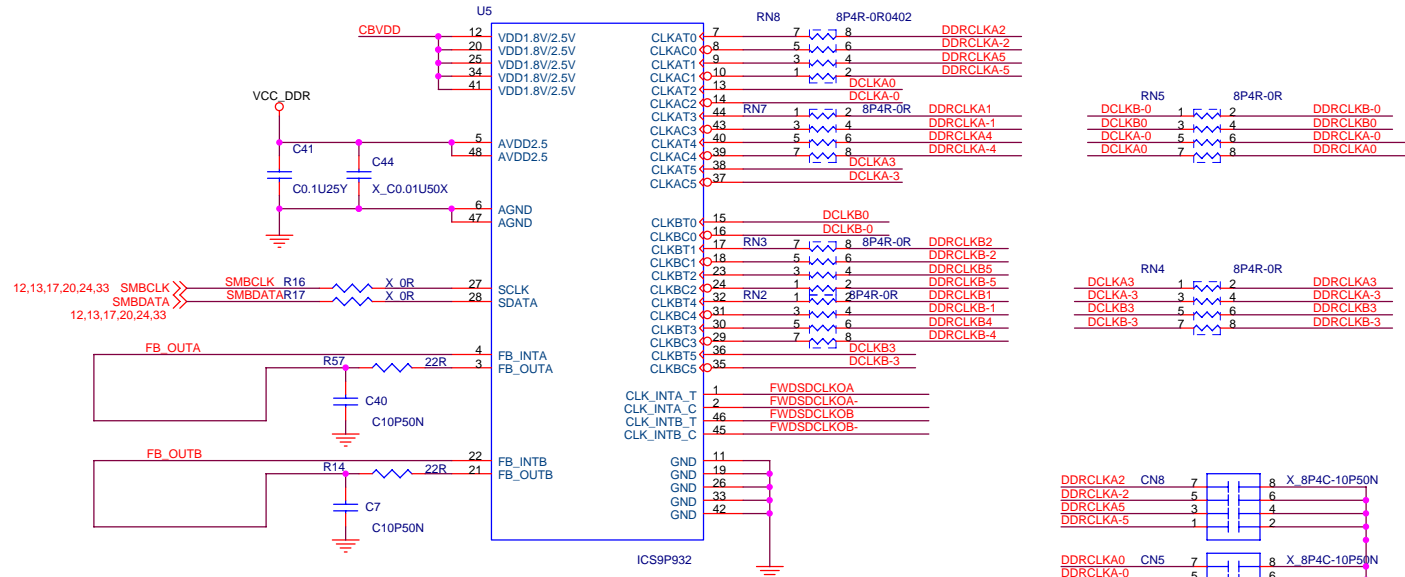 U5
RN8 8P4R-0R0402
CBVDD 12 VDD1.8V/2.5V CLKAT0 7 7 8 DDRCLKA2
20 VDD1.8V/2.5V CLKAC0 8 5 6 DDRCLKA-2
25 VDD1.8V/2.5V CLKAT1 9 3 4 DDRCLKA5
34 VDD1.8V/2.5V CLKAC1 10 1 2 DDRCLKA-5
41 VDD1.8V/2.5V CLKAT2 13 DCLKA0
CLKAC2 14 DCLKA-0
VCC_DDR
CLKAT3 44 RN7 1 2 8P4R-0R DDRCLKA1
CLKAC3 43 3 4 DDRCLKA-1
5 AVDD2.5 CLKAT4 40 5 6 DDRCLKA4
48 AVDD2.5 CLKAC4 39 7 8 DDRCLKA-4
CLKAT5 38 DCLKA3
CLKAC5 37 DCLKA-3
C41 C44
C0.1U25Y X_C0.01U50X
6 AGND
47 AGND
RN5 8P4R-0R
DCLKB-0 1 2 DDRCLKB-0
DCLKB0 3 4 DDRCLKB0
DCLKA-0 5 6 DDRCLKA-0
DCLKA0 7 8 DDRCLKA0
CLKBT0 15 DCLKB0
CLKBC0 16 DCLKB-0
CLKBT1 17 RN3 7 8 8P4R-0R DDRCLKB2
CLKBC1 18 5 6 DDRCLKB-2
CLKBT2 23 3 4 DDRCLKB5
CLKBC2 24 1 2 DDRCLKB-5
CLKBT4 32 RN2 1 2 8P4R-0R DDRCLKB1
CLKBC4 31 3 4 DDRCLKB-1
CLKBT3 30 5 6 DDRCLKB4
CLKBC3 29 7 8 DDRCLKB-4
CLKBT5 36 DCLKB3
CLKBC5 35 DCLKB-3
12,13,17,20,24,33 SMBCLK SMBCLK R16 X_0R 27 SCLK
SMBDATA SMBDATA R17 X_0R 28 SDATA
12,13,17,20,24,33
RN4 8P4R-0R
DCLKA3 1 2 DDRCLKA3
DCLKA-3 3 4 DDRCLKA-3
DCLKB3 5 6 DDRCLKB3
DCLKB-3 7 8 DDRCLKB-3
FB_OUTA 4 FB_INTA
R57 22R 3 FB_OUTA
C40
C10P50N
CLK_INTA_T 1 FWDSDCLKOA
CLK_INTA_C 2 FWDSDCLKOA-
CLK_INTB_T 46 FWDSDCLKOB
CLK_INTB_C 45 FWDSDCLKOB-
FB_OUTB 22 FB_INTB
R14 22R 21 FB_OUTB
C7
C10P50N
GND 11
GND 19
GND 26
GND 33
GND 42
ICS9P932
DDRCLKA2 CN8 7 8 X_8P4C-10P50N
DDRCLKA-2 5 6
DDRCLKA5 3 4
DDRCLKA-5 1 2
DDRCLKA0 CN5 7 8 X_8P4C-10P50N
DDRCLKA-0 5 6